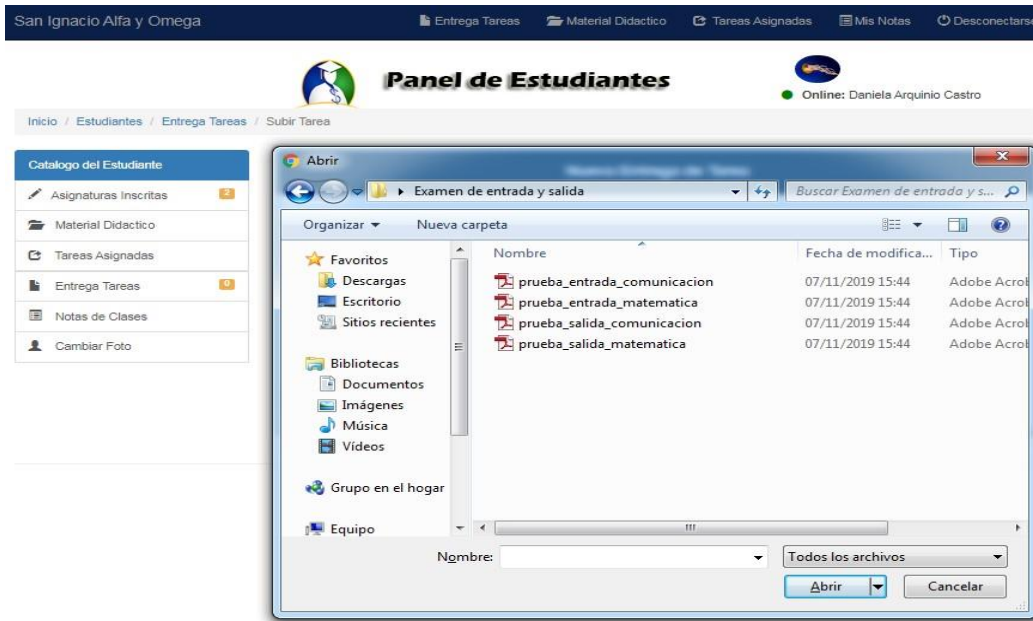 San Ignacio Alfa y Omega Entrega Tareas Material Didactico Tareas Asignadas Mis Notas Desconectarse
Panel de Estudiantes
Online: Daniela Arquinio Castro
Inicio / Estudiantes / Entrega Tareas / Subir Tarea
Catalogo del Estudiante
Asignaturas Inscritas 2
Material Didactico
Tareas Asignadas
Entrega Tareas 0
Notas de Clases
Cambiar Foto
Abrir
Examen de entrada y salida Buscar Examen de entrada y s...
Organizar Nueva carpeta
Favoritos
Descargas
Escritorio
Sitios recientes
Bibliotecas
Documentos
Imágenes
Música
Vídeos
Grupo en el hogar
Equipo
Nombre Fecha de modifica... Tipo
prueba_entrada_comunicacion 07/11/2019 15:44 Adobe Acrob
prueba_entrada_matematica 07/11/2019 15:44 Adobe Acrob
prueba_salida_comunicacion 07/11/2019 15:44 Adobe Acrob
prueba_salida_matematica 07/11/2019 15:44 Adobe Acrob
Nombre: Todos los archivos
Abrir Cancelar